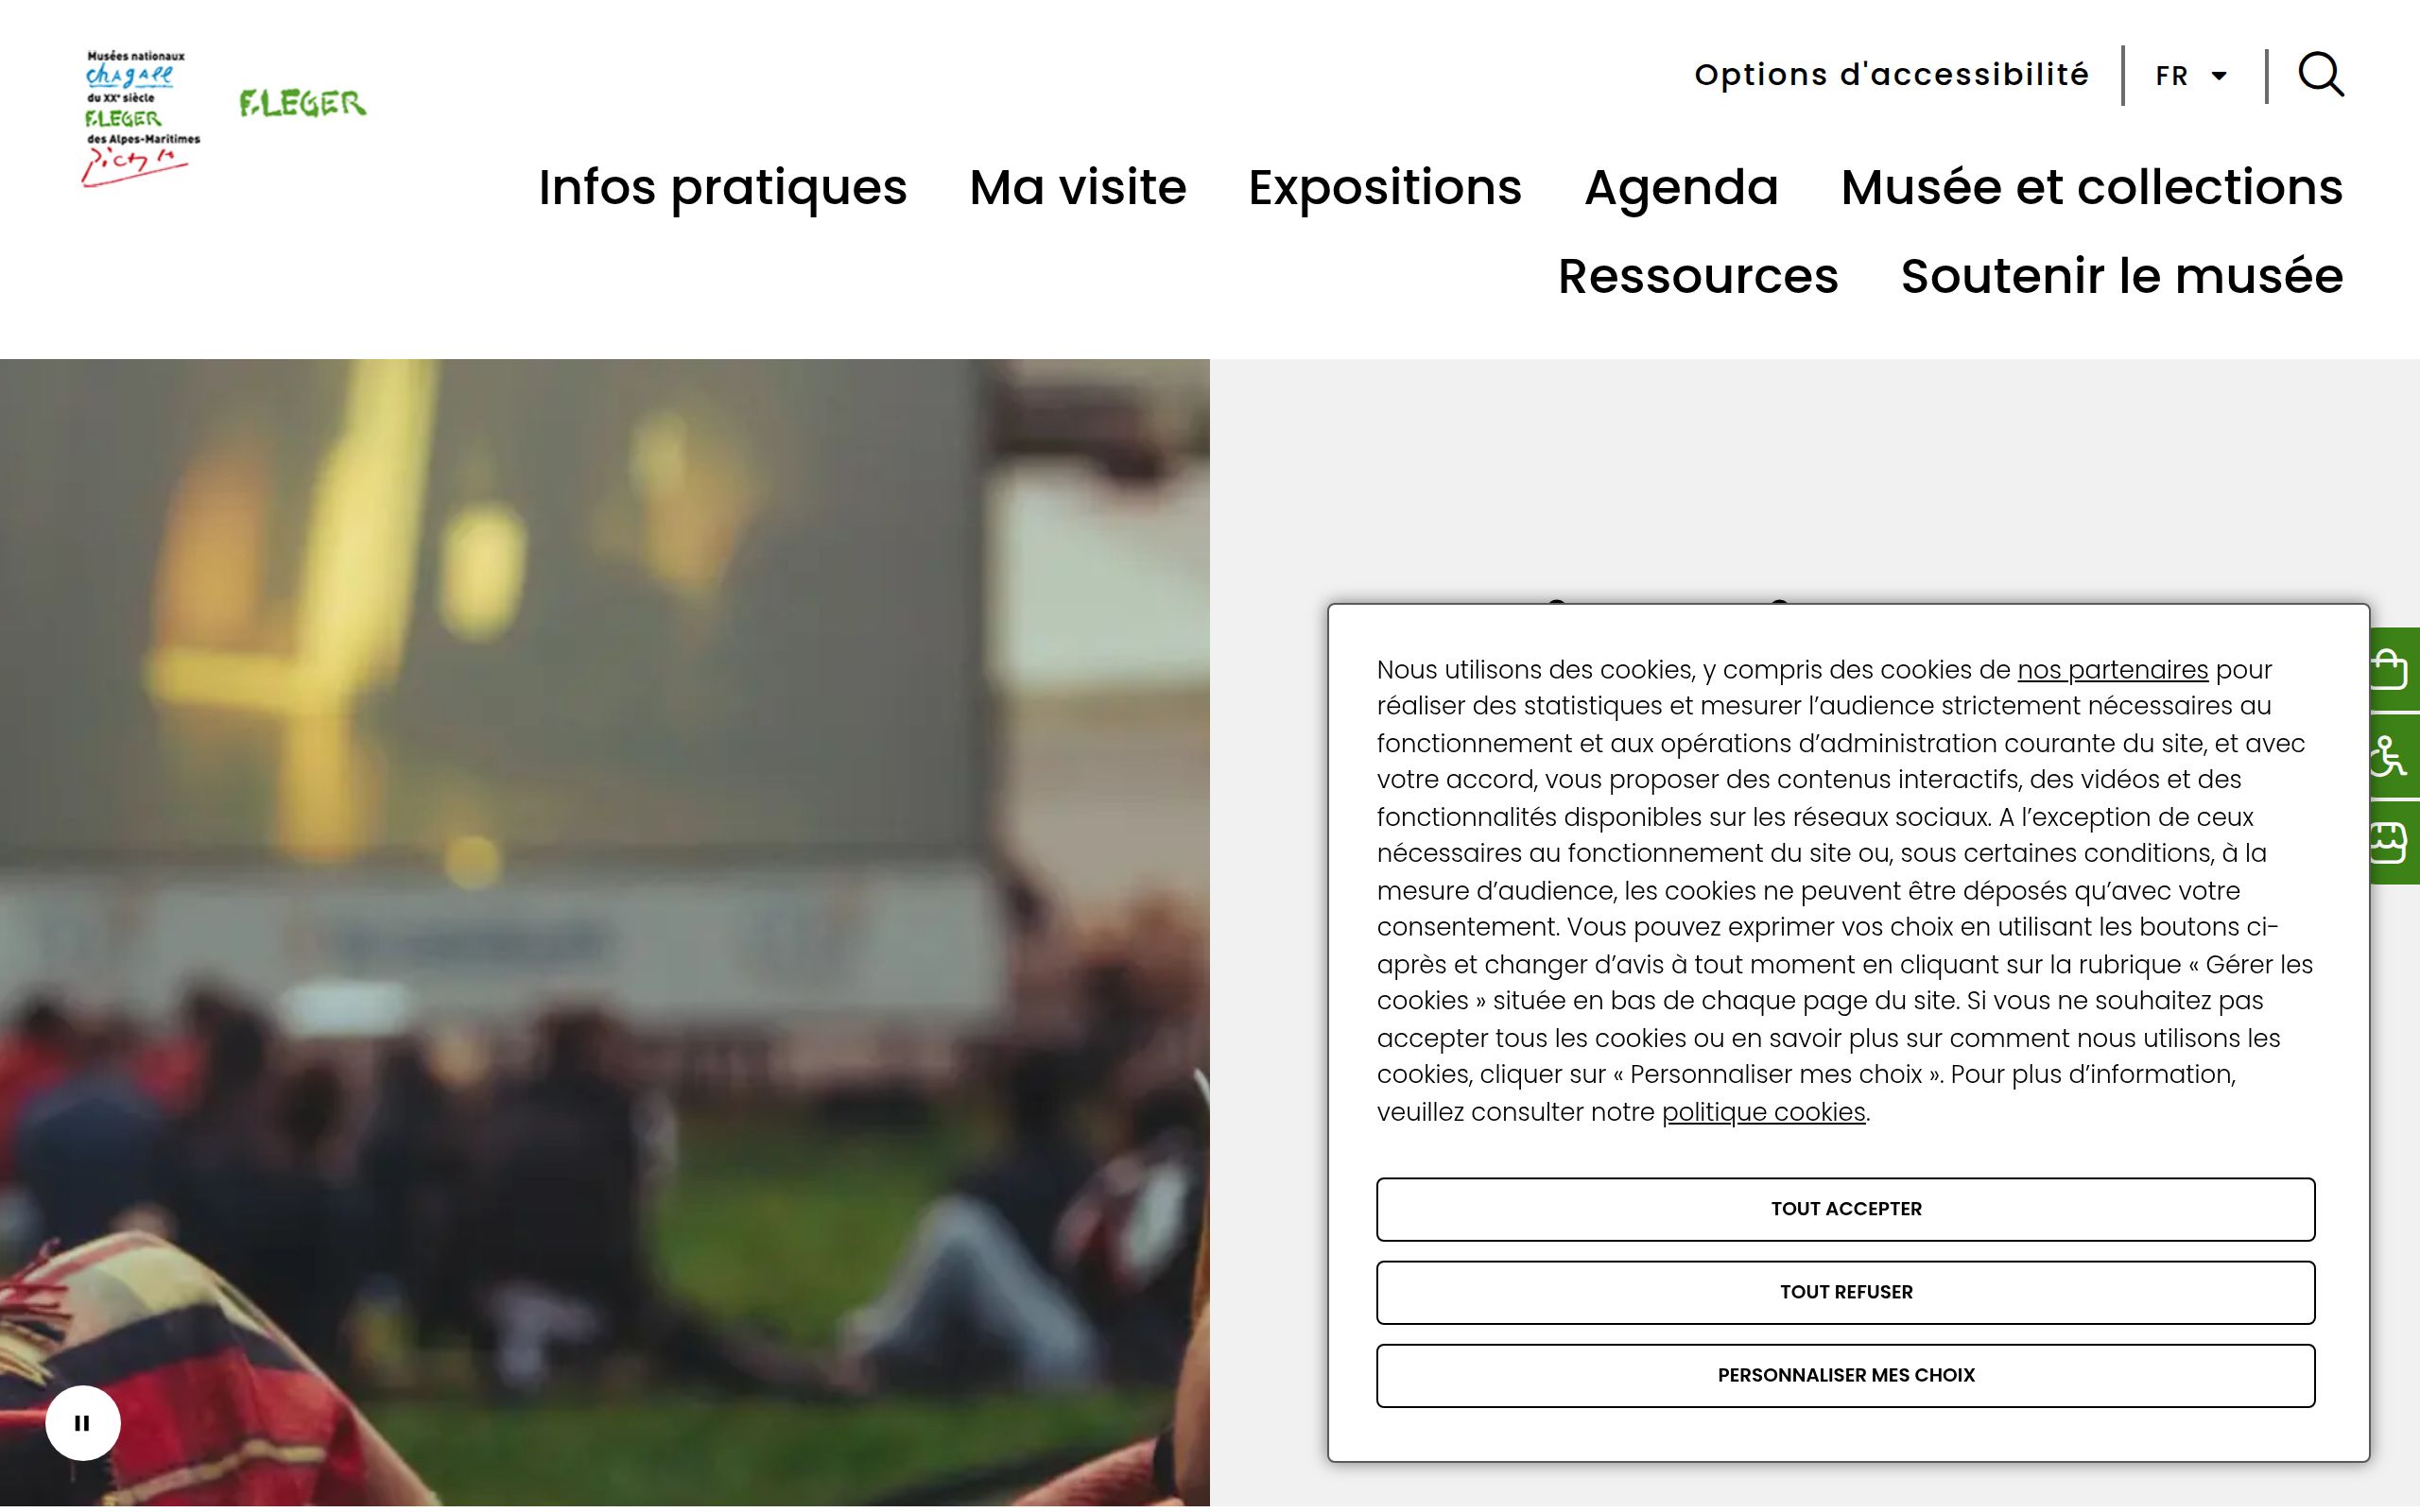 Musées nationaux
chagall
du XXe siècle
F.LEGER
des Alpes-Maritimes
Picasso
F.LEGER
Options d'accessibilité
FR
Infos pratiques Ma visite Expositions Agenda Musée et collections
Ressources Soutenir le musée
Nous utilisons des cookies, y compris des cookies de nos partenaires pour
réaliser des statistiques et mesurer l’audience strictement nécessaires au
fonctionnement et aux opérations d’administration courante du site, et avec
votre accord, vous proposer des contenus interactifs, des vidéos et des
fonctionnalités disponibles sur les réseaux sociaux. A l’exception de ceux
nécessaires au fonctionnement du site ou, sous certaines conditions, à la
mesure d’audience, les cookies ne peuvent être déposés qu’avec votre
consentement. Vous pouvez exprimer vos choix en utilisant les boutons ci-
après et changer d’avis à tout moment en cliquant sur la rubrique « Gérer les
cookies » située en bas de chaque page du site. Si vous ne souhaitez pas
accepter tous les cookies ou en savoir plus sur comment nous utilisons les
cookies, cliquer sur « Personnaliser mes choix ». Pour plus d’information,
veuillez consulter notre politique cookies.
TOUT ACCEPTER
TOUT REFUSER
PERSONNALISER MES CHOIX